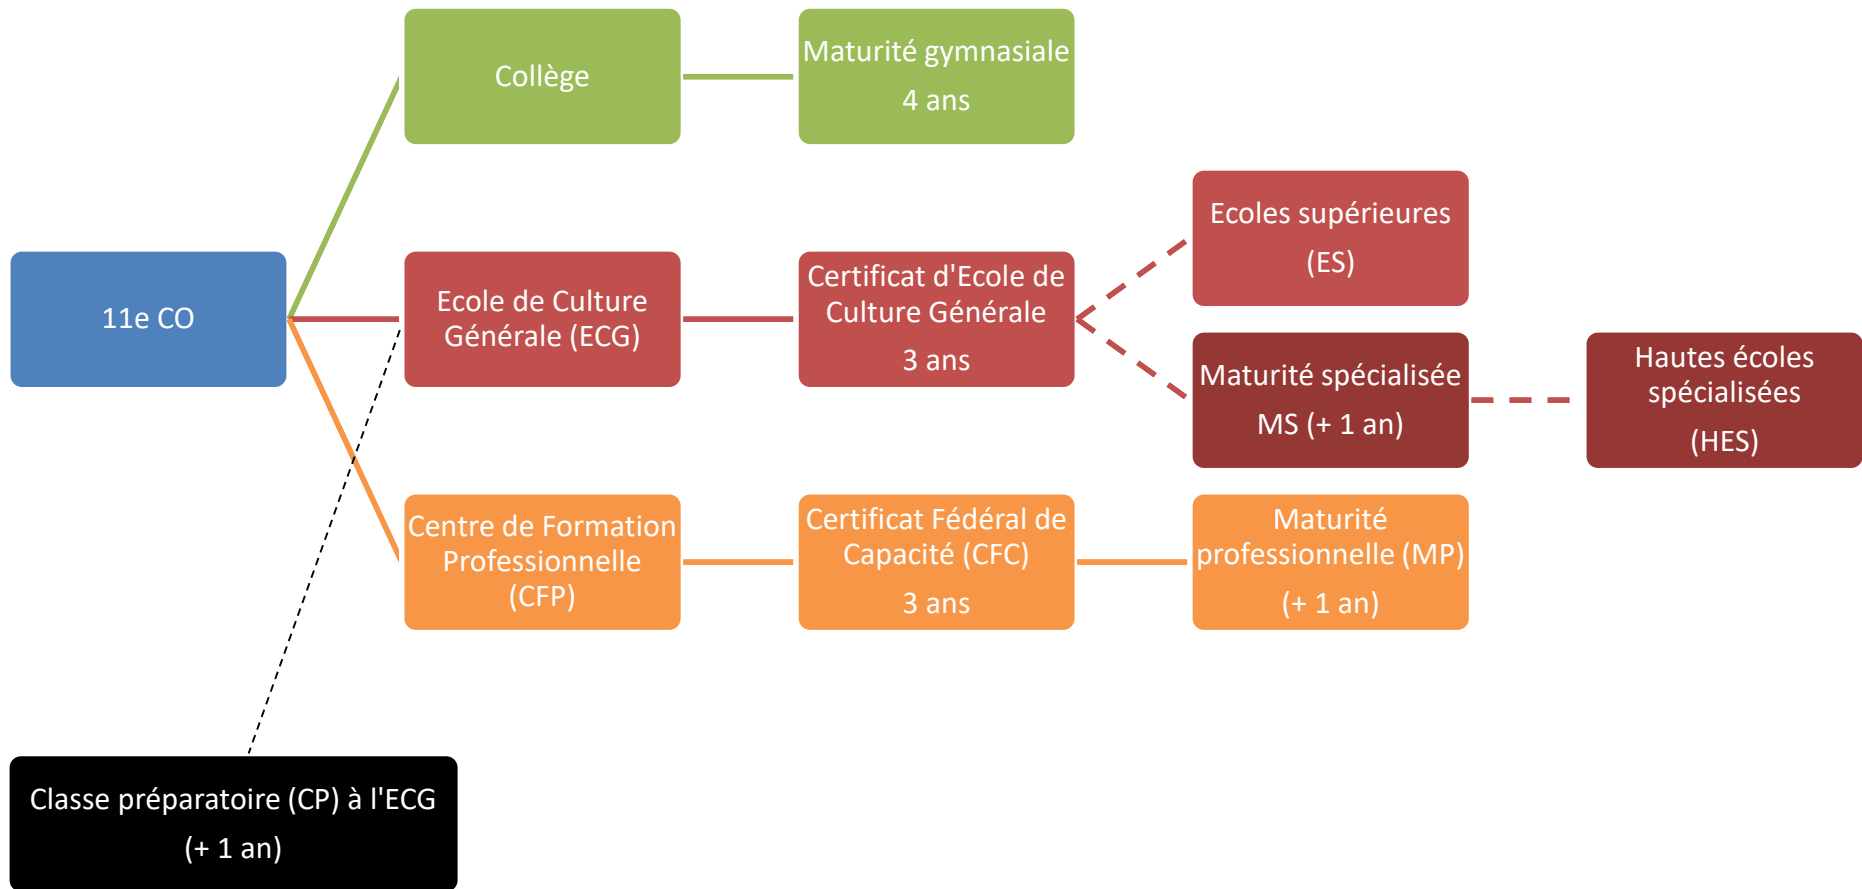 Collège
Maturité gymnasiale
4 ans
Ecoles supérieures
(ES)
11e CO
Ecole de Culture
Générale (ECG)
Certificat d'Ecole de
Culture Générale
3 ans
Maturité spécialisée
MS (+ 1 an)
Hautes écoles
spécialisées
(HES)
Centre de Formation
Professionnelle
(CFP)
Certificat Fédéral de
Capacité (CFC)
3 ans
Maturité
professionnelle (MP)
(+ 1 an)
Classe préparatoire (CP) à l'ECG
(+ 1 an)